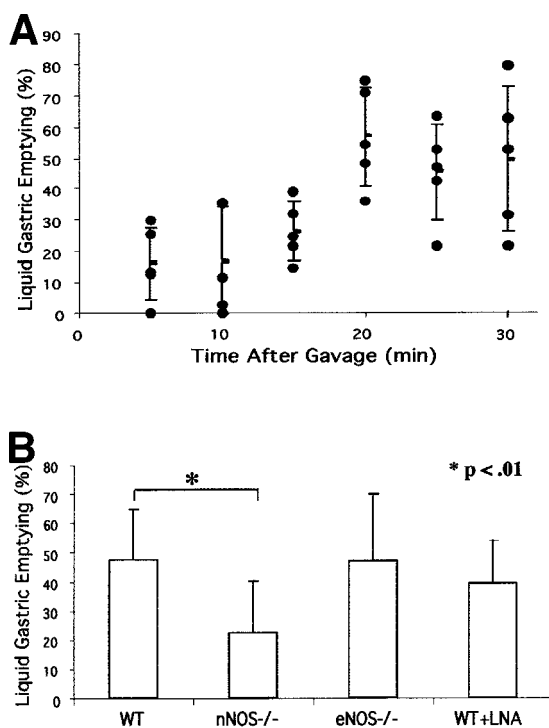 A
Liquid Gastric Emptying (%)
90
80
70
60
50
40
30
20
10
0
0 10 20 30
Time After Gavage (min)
B
Liquid Gastric Emptying (%)
80
70
60
50
40
30
20
10
0
*
* p < .01
WT nNOS-/- eNOS-/- WT+LNA